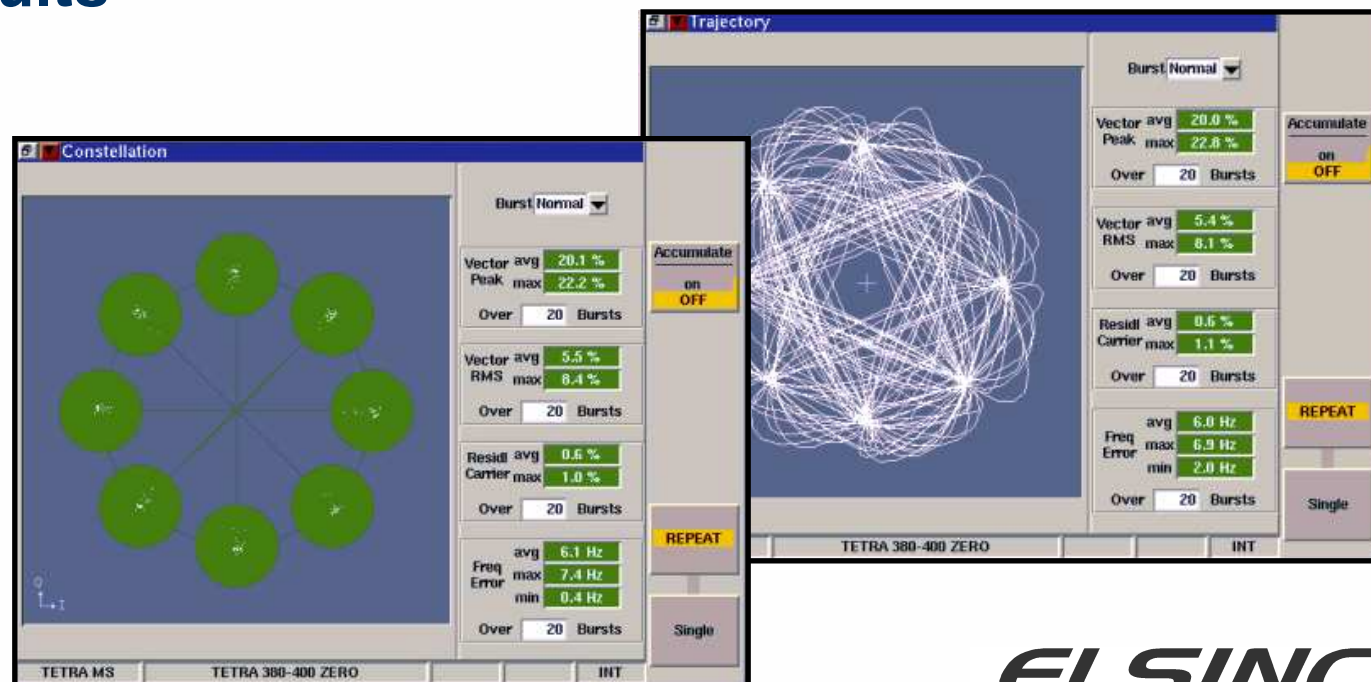 Trajectory
Burst Normal
Vector Peak avg 20.0 %
max 22.8 %
Over 20 Bursts
Vector RMS avg 5.4 %
max 8.1 %
Over 20 Bursts
Residl Carrier avg 0.6 %
max 1.1 %
Over 20 Bursts
Freq Error avg 6.0 Hz
max 6.9 Hz
min 2.0 Hz
Over 20 Bursts
Accumulate
on
OFF
REPEAT
Single
TETRA 380-400 ZERO INT
Constellation
Burst Normal
Vector Peak avg 20.1 %
max 22.2 %
Over 20 Bursts
Vector RMS avg 5.5 %
max 8.4 %
Over 20 Bursts
Residl Carrier avg 0.6 %
max 1.0 %
Over 20 Bursts
Freq Error avg 6.1 Hz
max 7.4 Hz
min 0.4 Hz
Over 20 Bursts
Accumulate
on
OFF
REPEAT
Single
Q
I
TETRA MS TETRA 380-400 ZERO INT